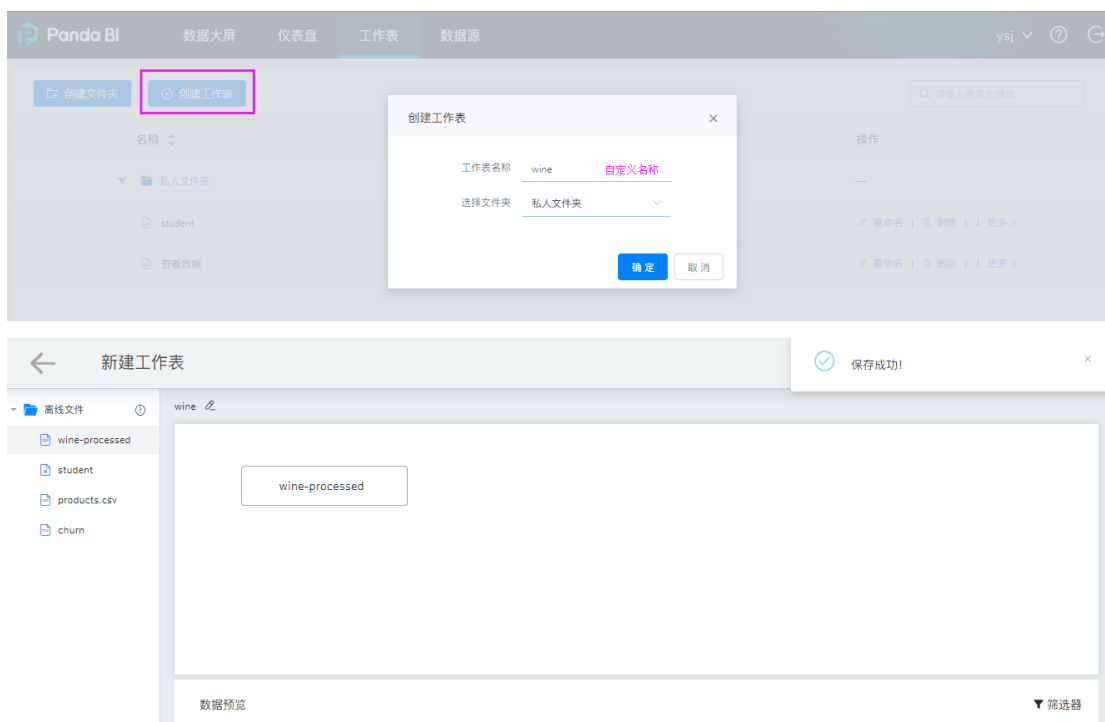 Panda BI 数据大屏 仪表盘 工作表 数据源 ysj
创建文件夹 创建工作表 请输入搜索关键词
创建工作表
名称 操作
工作表名称 wine 自定义名称
私人文件夹 —
选择文件夹 私人文件夹
student 重命名 | 删除 | 更多
查看数据 重命名 | 删除 | 更多
确定 取消
新建工作表 保存成功!
离线文件 wine
wine-processed
student
wine-processed
products.csv
churn
数据预览 筛选器